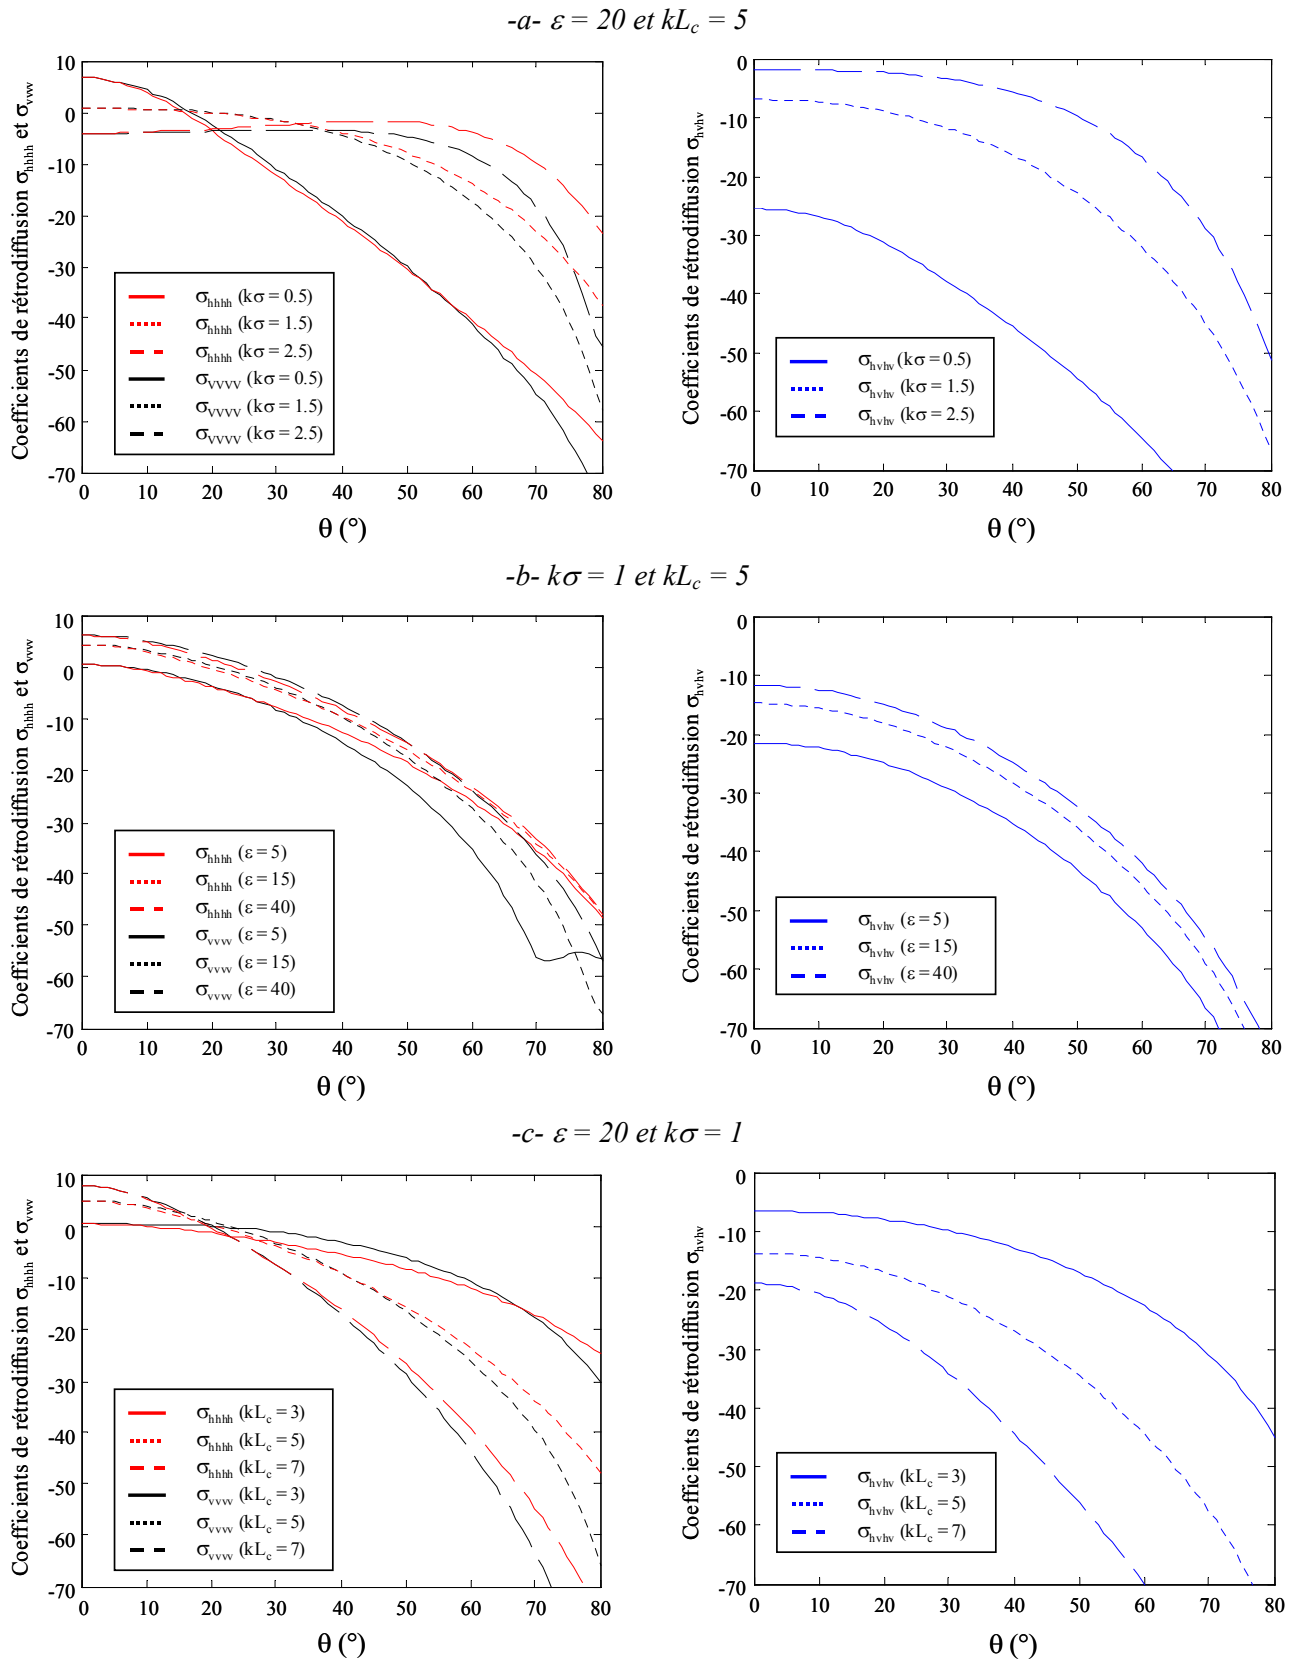 -a- ε = 20 et kLc = 5
Coefficients de rétrodiffusion σhhhh et σvvvv
10
0
-10
-20
-30
-40
-50
-60
-70
σhhhh (kσ = 0.5)
σhhhh (kσ = 1.5)
σhhhh (kσ = 2.5)
σVVVV (kσ = 0.5)
σVVVV (kσ = 1.5)
σVVVV (kσ = 2.5)
0 10 20 30 40 50 60 70 80
θ (°)
Coefficients de rétrodiffusion σhvhv
0
-10
-20
-30
-40
-50
-60
-70
σhvhv (kσ = 0.5)
σhvhv (kσ = 1.5)
σhvhv (kσ = 2.5)
0 10 20 30 40 50 60 70 80
θ (°)
-b- kσ = 1 et kLc = 5
Coefficients de rétrodiffusion σhhhh et σvvvv
10
0
-10
-20
-30
-40
-50
-60
-70
σhhhh (ε = 5)
σhhhh (ε = 15)
σhhhh (ε = 40)
σvvvv (ε = 5)
σvvvv (ε = 15)
σvvvv (ε = 40)
0 10 20 30 40 50 60 70 80
θ (°)
Coefficients de rétrodiffusion σhvhv
0
-10
-20
-30
-40
-50
-60
-70
σhvhv (ε = 5)
σhvhv (ε = 15)
σhvhv (ε = 40)
0 10 20 30 40 50 60 70 80
θ (°)
-c- ε = 20 et kσ = 1
Coefficients de rétrodiffusion σhhhh et σvvvv
10
0
-10
-20
-30
-40
-50
-60
-70
σhhhh (kLc = 3)
σhhhh (kLc = 5)
σhhhh (kLc = 7)
σvvvv (kLc = 3)
σvvvv (kLc = 5)
σvvvv (kLc = 7)
0 10 20 30 40 50 60 70 80
θ (°)
Coefficients de rétrodiffusion σhvhv
0
-10
-20
-30
-40
-50
-60
-70
σhvhv (kLc = 3)
σhvhv (kLc = 5)
σhvhv (kLc = 7)
0 10 20 30 40 50 60 70 80
θ (°)